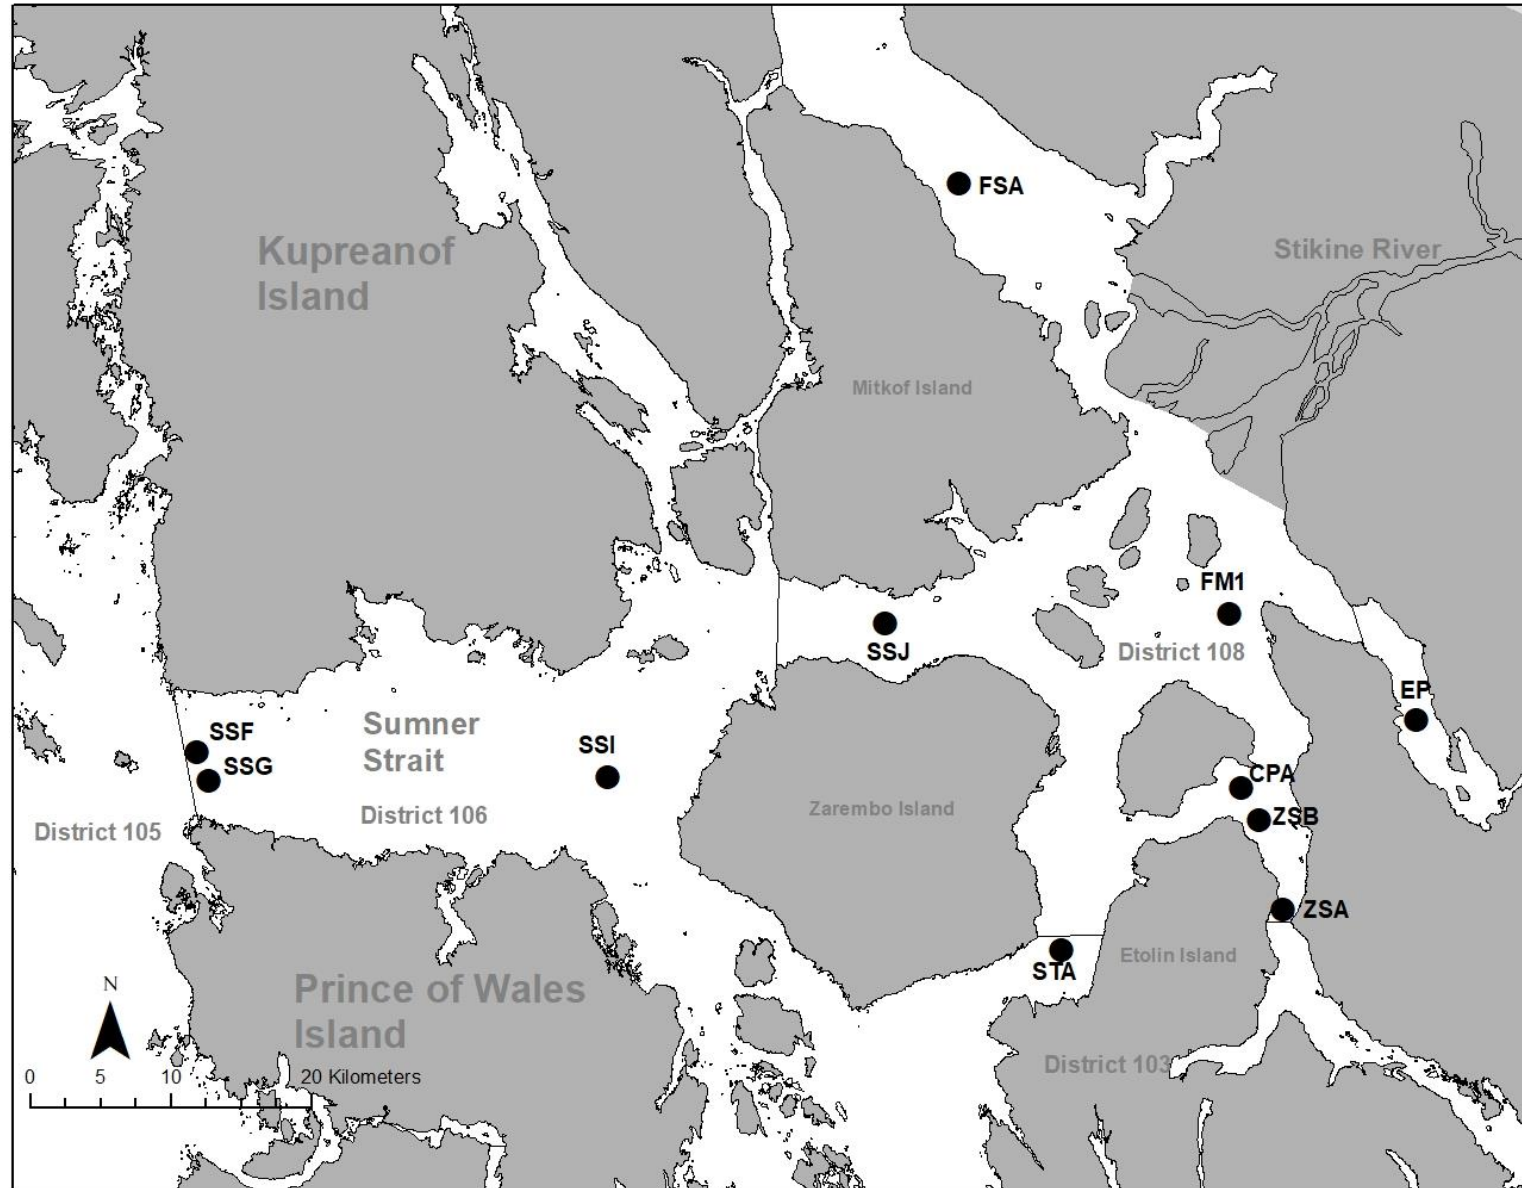 FSA
Kupreanof
Island
Stikine River
Mitkof Island
FM1
SSJ
District 108
EP
SSF
SSG
Sumner
Strait
SSI
CPA
ZSB
Zarembo Island
District 106
District 105
ZSA
STA
Etolin Island
Prince of Wales
Island
N
District 103
0 5 10 20 Kilometers